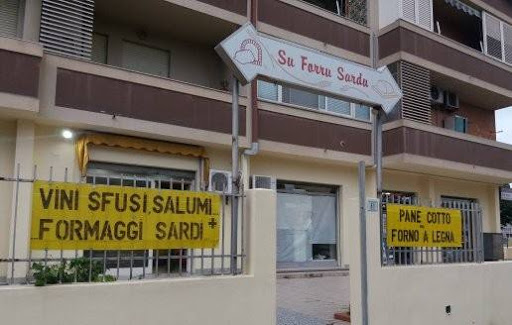 Su Forru Sardu
VINI SFUSI, SALUMI
FORMAGGI SARDI +
PANE COTTO
FORNO A LEGNA